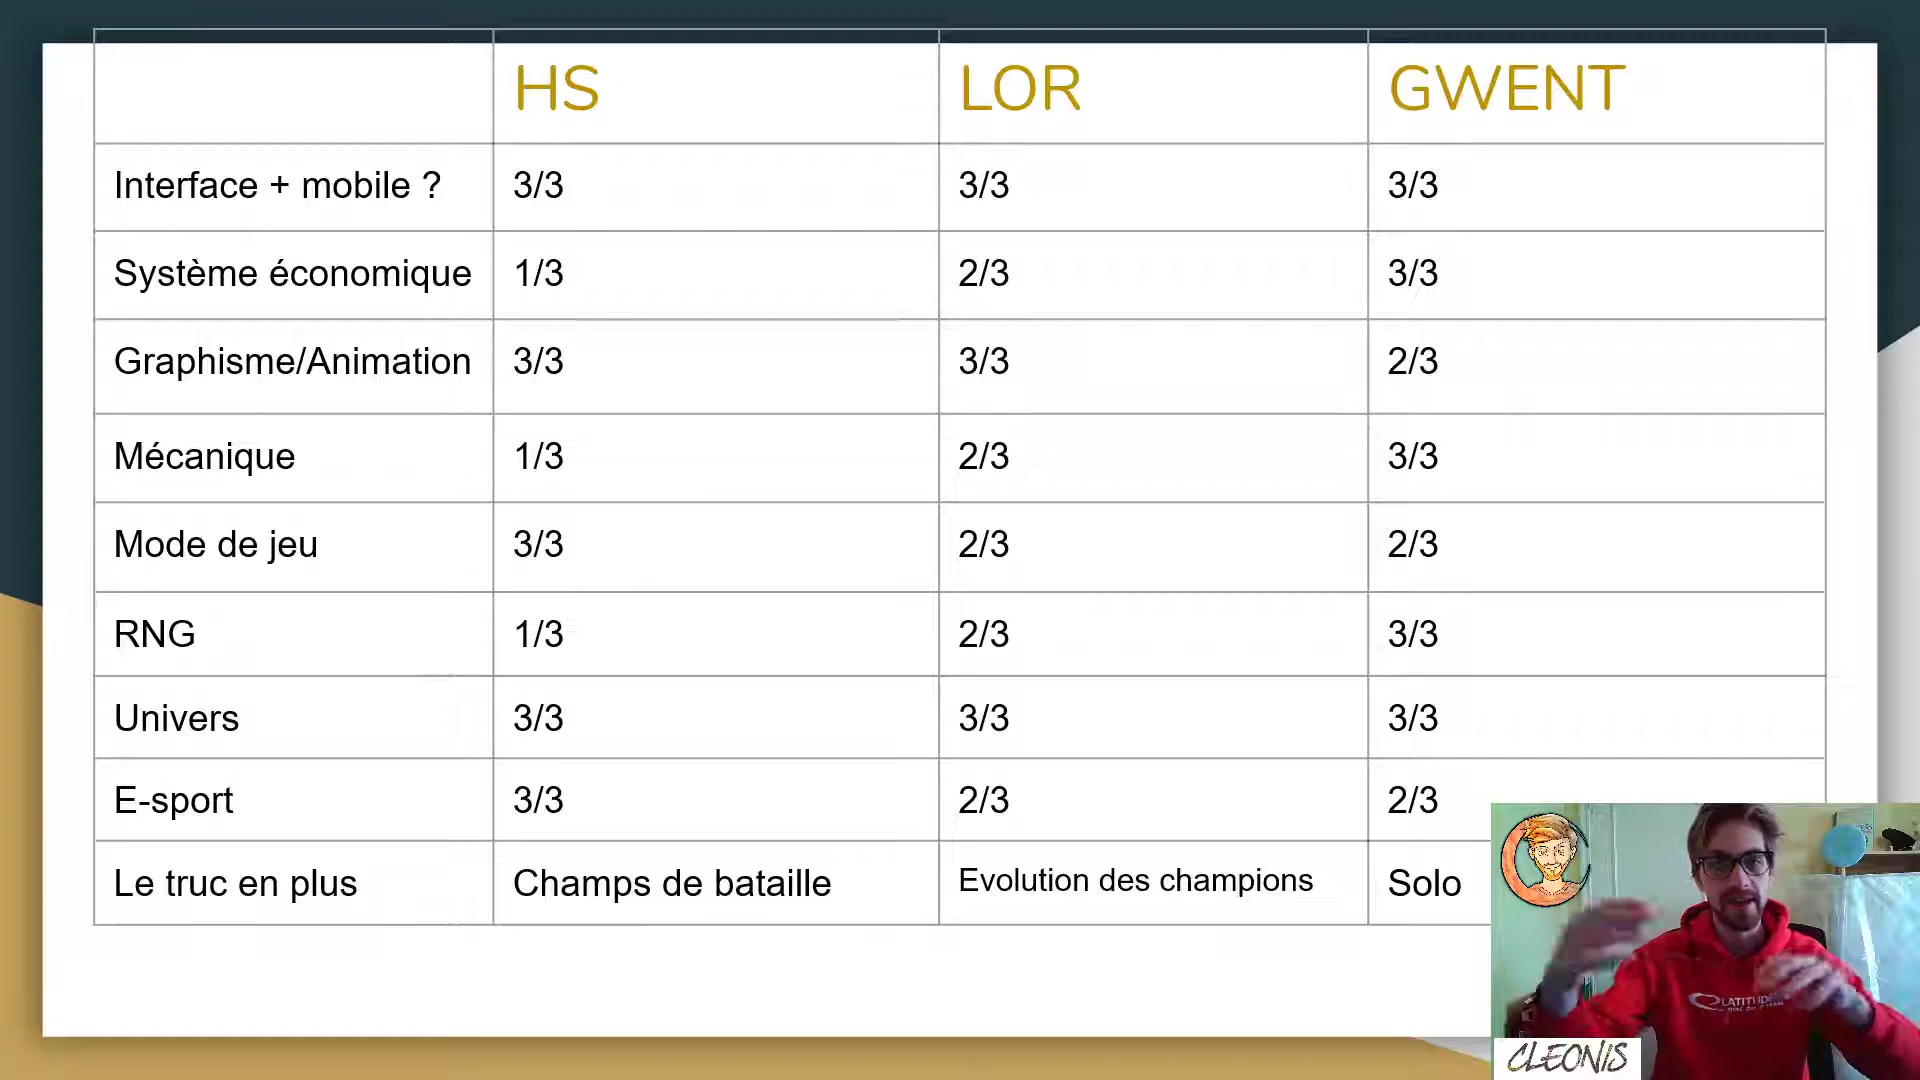 HS LOR GWENT
Interface + mobile ? 3/3 3/3 3/3
Système économique 1/3 2/3 3/3
Graphisme/Animation 3/3 3/3 2/3
Mécanique 1/3 2/3 3/3
Mode de jeu 3/3 2/3 2/3
RNG 1/3 2/3 3/3
Univers 3/3 3/3 3/3
E-sport 3/3 2/3 2/3
Le truc en plus Champs de bataille Evolution des champions Solo
LATITUDE
CLEONIS